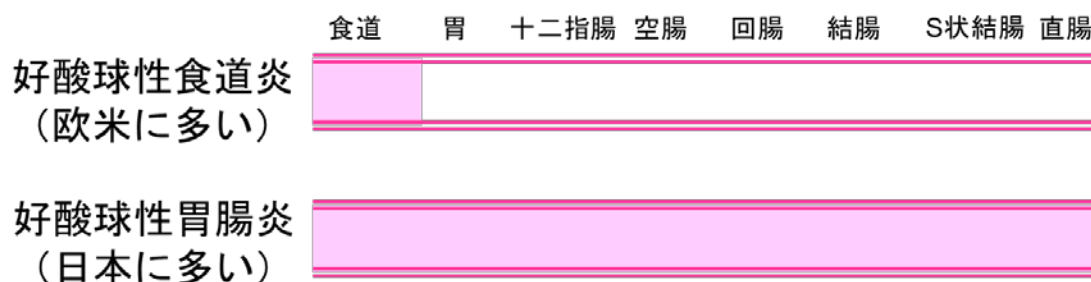 食道 胃 十二指腸 空腸 回腸 結腸 S状結腸 直腸
好酸球性食道炎
（欧米に多い）
好酸球性胃腸炎
（日本に多い）